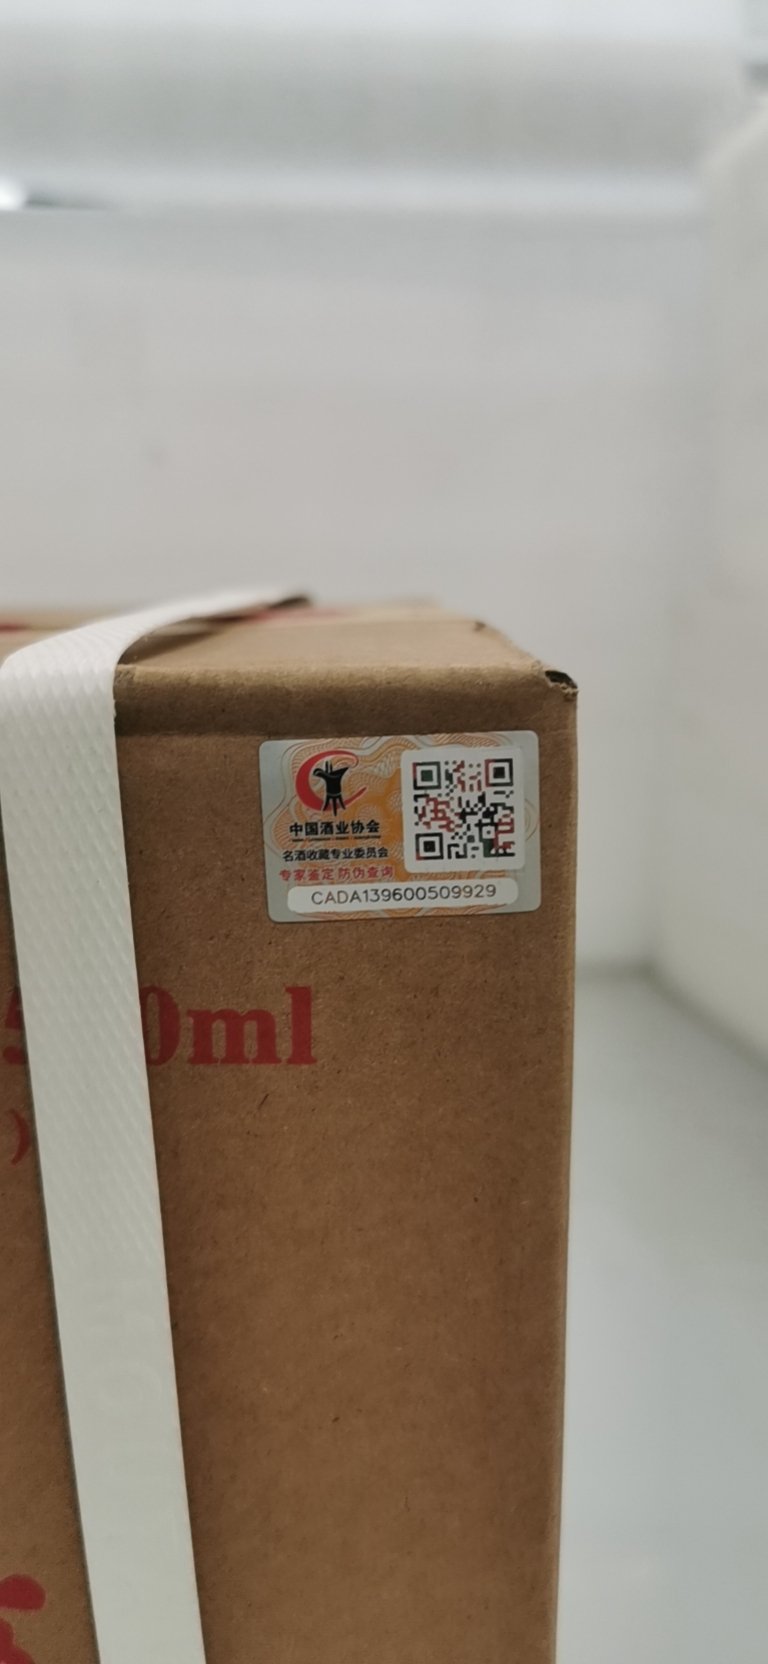 中国酒业协会
名酒收藏专业委员会
专家鉴定 防伪查询
CADA139600509929
0ml
)